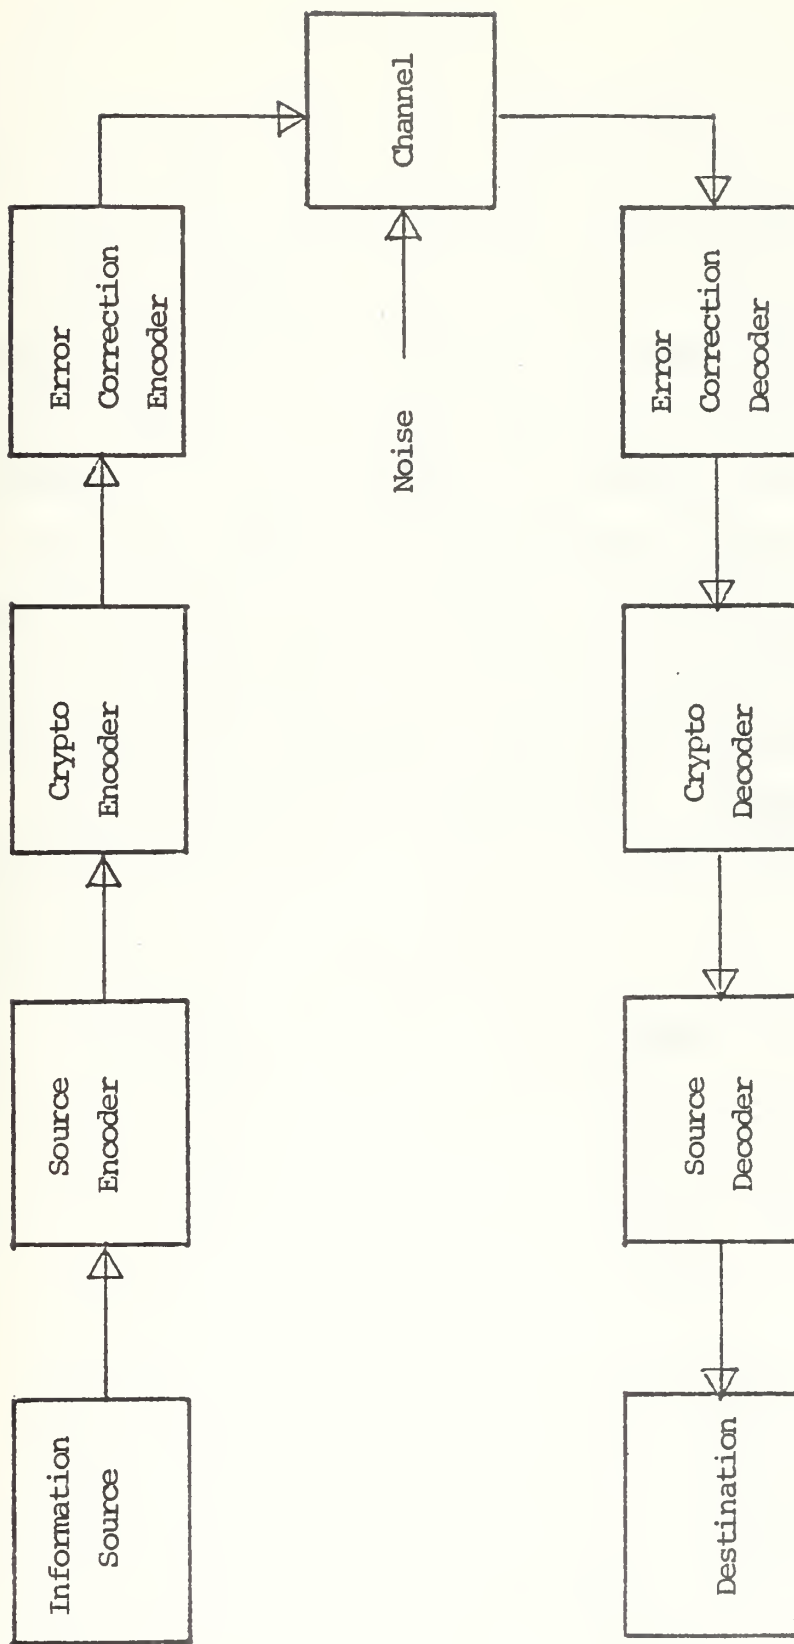 Information
Source
Source
Encoder
Crypto
Encoder
Error
Correction
Encoder
Channel
Noise
Error
Correction
Decoder
Crypto
Decoder
Source
Decoder
Destination